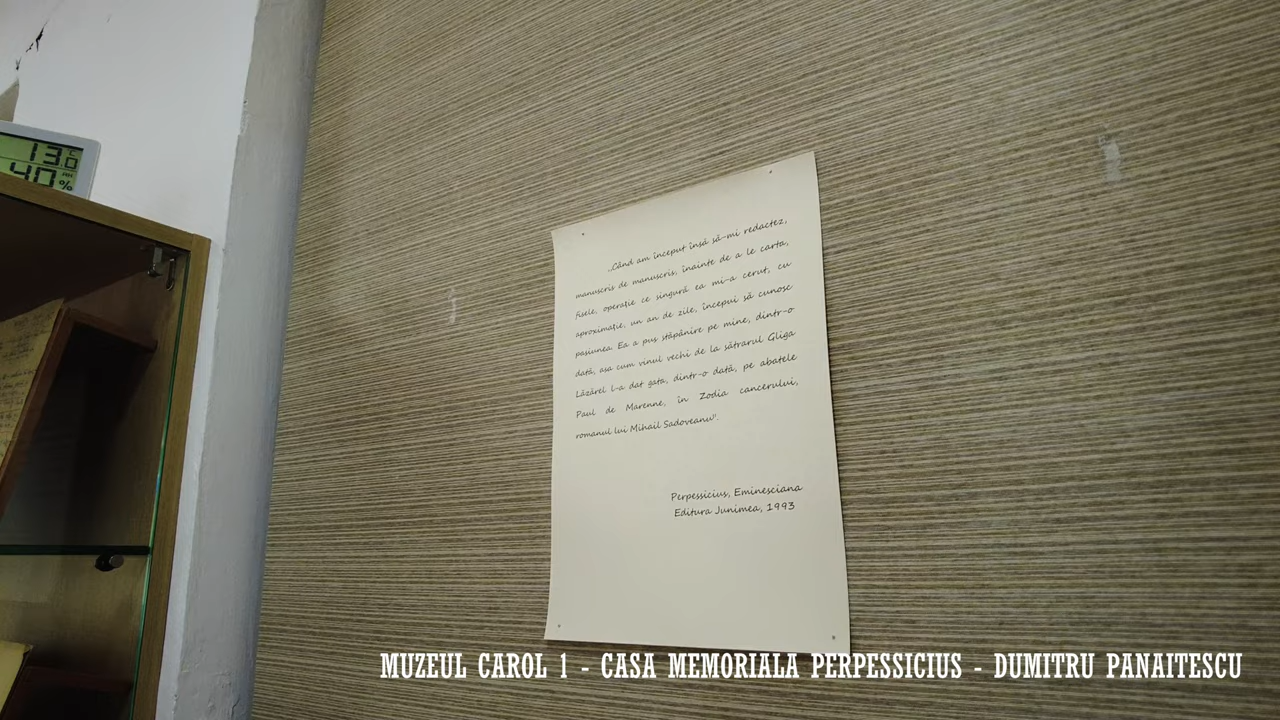 13.0 °C
40 RH %
„Când am început însă să-mi redactez,
manuscris de manuscris, înainte de a le carta,
fisele, operație ce singură ea mi-a cerut, cu
aproximație, un an de zile, începui să cunosc
pasiunea. Ea a pus stăpânire pe mine, dintr-o
dată, asa cum vinul vechi de la sătrarul Gliga
Lăzărel l-a dat gata, dintr-o dată, pe abatele
Paul de Marenne, în Zodia cancerului,
romanul lui Mihail Sadoveanu".
Perpessicius, Eminesciana
Editura Junimea, 1993
MUZEUL CAROL 1 - CASA MEMORIALA PERPESSICIUS - DUMITRU PANAITESCU